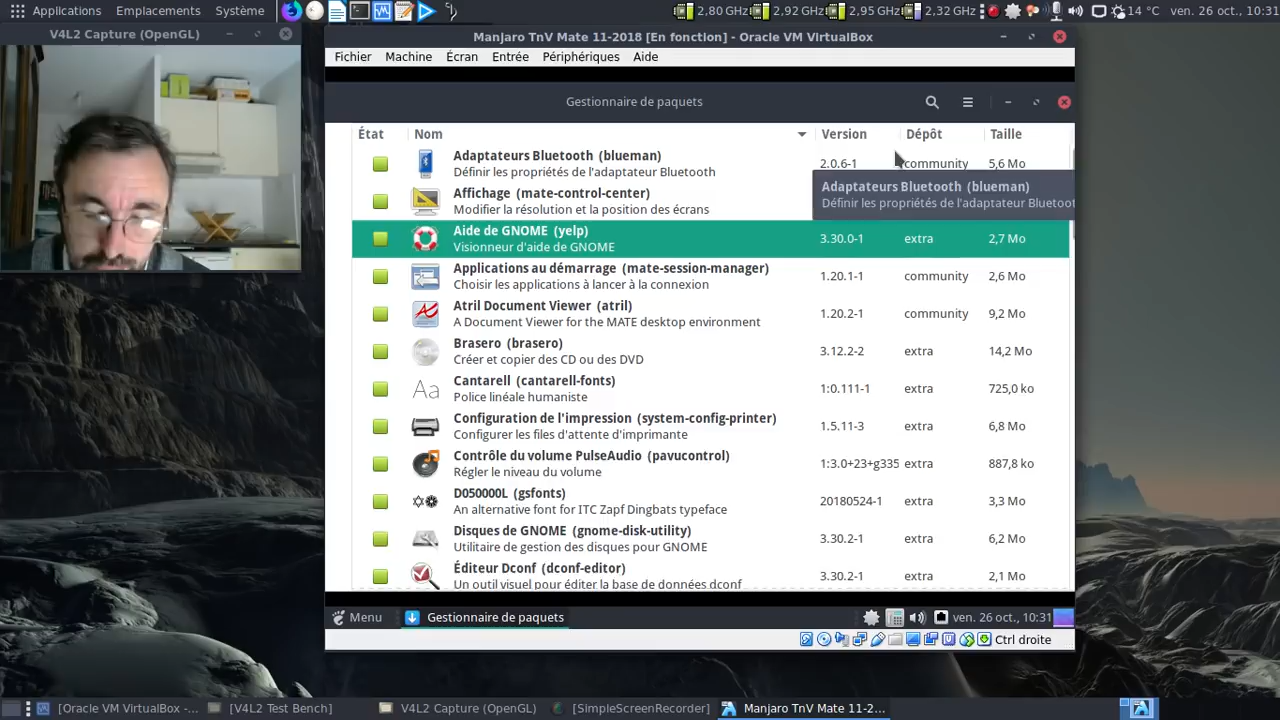 Applications Emplacements Système 2,80 GHz 2,92 GHz 2,95 GHz 2,32 GHz 14 °C ven. 26 oct., 10:31
V4L2 Capture (OpenGL)
Manjaro TnV Mate 11-2018 [En fonction] - Oracle VM VirtualBox
Fichier Machine Écran Entrée Périphériques Aide
Gestionnaire de paquets
État Nom Version Dépôt Taille
Adaptateurs Bluetooth (blueman)
Définir les propriétés de l'adaptateur Bluetooth
2.0.6-1 community 5,6 Mo
Adaptateurs Bluetooth (blueman)
Définir les propriétés de l'adaptateur Bluetoot
Affichage (mate-control-center)
Modifier la résolution et la position des écrans
Aide de GNOME (yelp)
Visionneur d'aide de GNOME
3.30.0-1 extra 2,7 Mo
Applications au démarrage (mate-session-manager)
Choisir les applications à lancer à la connexion
1.20.1-1 community 2,6 Mo
Atril Document Viewer (atril)
A Document Viewer for the MATE desktop environment
1.20.2-1 community 9,2 Mo
Brasero (brasero)
Créer et copier des CD ou des DVD
3.12.2-2 extra 14,2 Mo
Aa
Cantarell (cantarell-fonts)
Police linéale humaniste
1:0.111-1 extra 725,0 ko
Configuration de l'impression (system-config-printer)
Configurer les files d'attente d'imprimante
1.5.11-3 extra 6,8 Mo
Contrôle du volume PulseAudio (pavucontrol)
Régler le niveau du volume
1:3.0+23+g335 extra 887,8 ko
D050000L (gsfonts)
An alternative font for ITC Zapf Dingbats typeface
20180524-1 extra 3,3 Mo
Disques de GNOME (gnome-disk-utility)
Utilitaire de gestion des disques pour GNOME
3.30.2-1 extra 6,2 Mo
Éditeur Dconf (dconf-editor)
Un outil visuel pour éditer la base de données dconf
3.30.2-1 extra 2,1 Mo
Menu Gestionnaire de paquets ven. 26 oct., 10:31
Ctrl droite
[Oracle VM VirtualBox -... [V4L2 Test Bench] V4L2 Capture (OpenGL) [SimpleScreenRecorder] Manjaro TnV Mate 11-2...